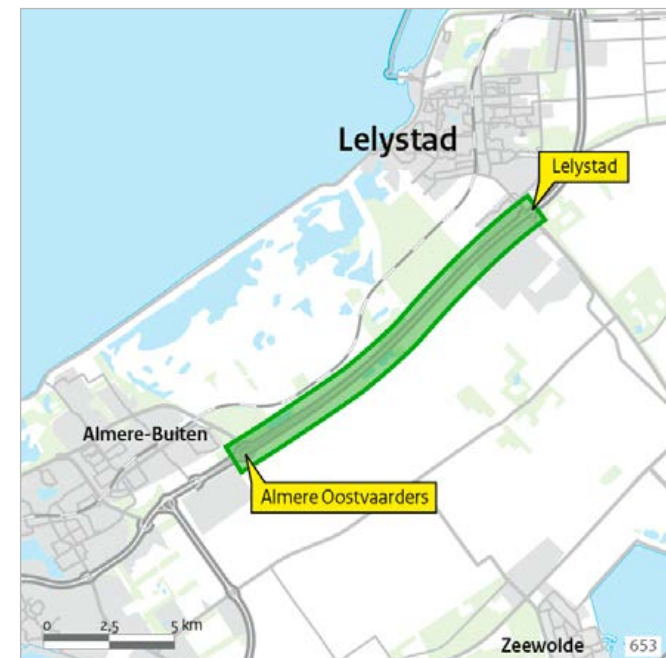 Lelystad
Lelystad
Almere-Buiten
Almere Oostvaarders
0 2,5 5 km
Zeewolde
653